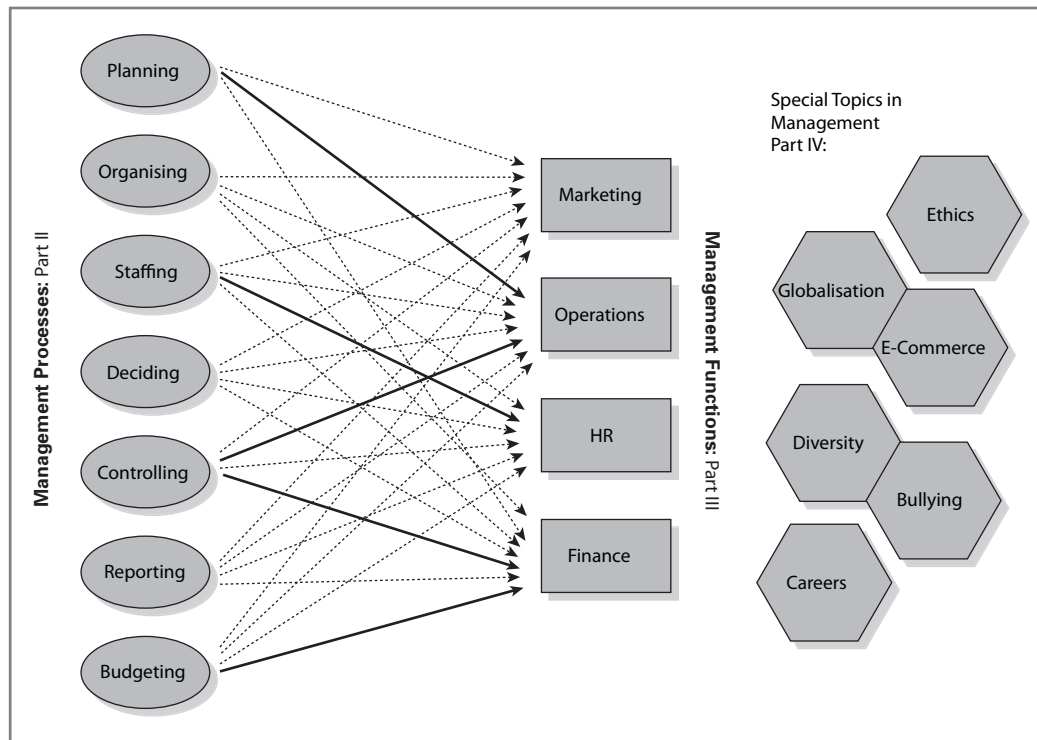 Management Processes: Part II
Planning
Organising
Staffing
Deciding
Controlling
Reporting
Budgeting
Marketing
Operations
HR
Finance
Management Functions: Part III
Special Topics in
Management
Part IV:
Ethics
Globalisation
E-Commerce
Diversity
Bullying
Careers